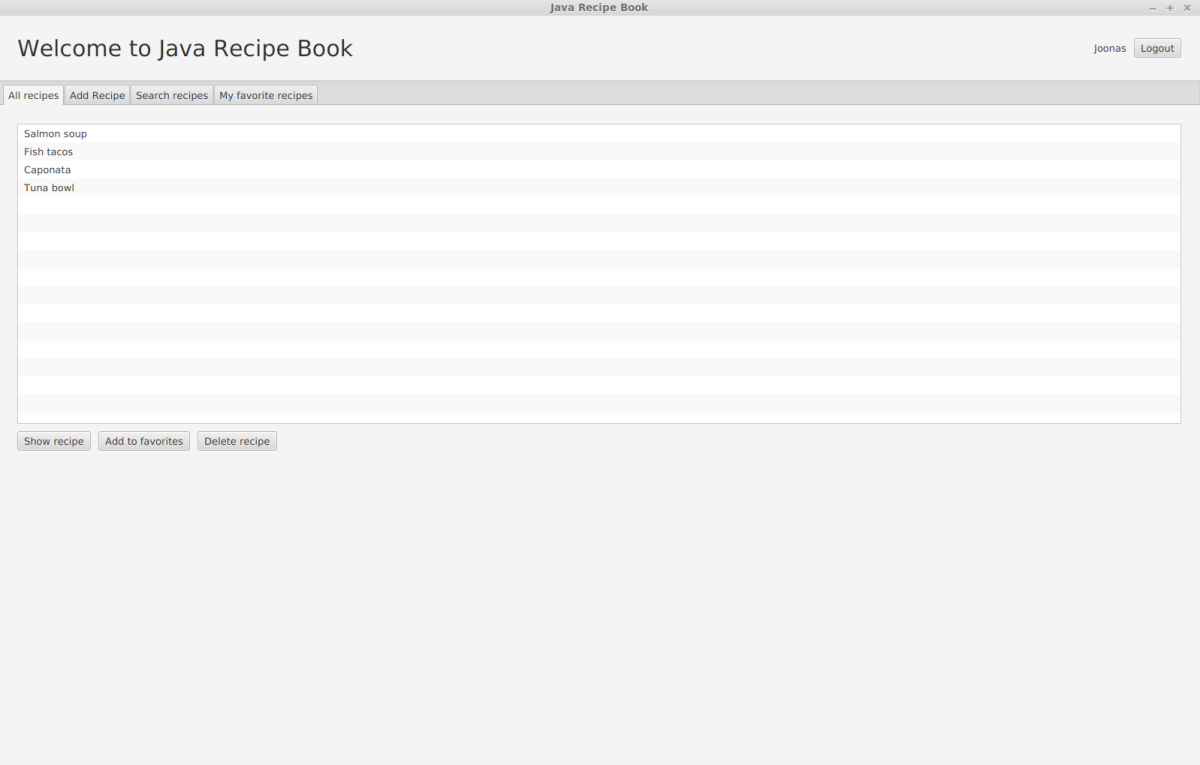 Java Recipe Book
Welcome to Java Recipe Book
Joonas Logout
All recipes Add Recipe Search recipes My favorite recipes
Salmon soup
Fish tacos
Caponata
Tuna bowl
Show recipe Add to favorites Delete recipe